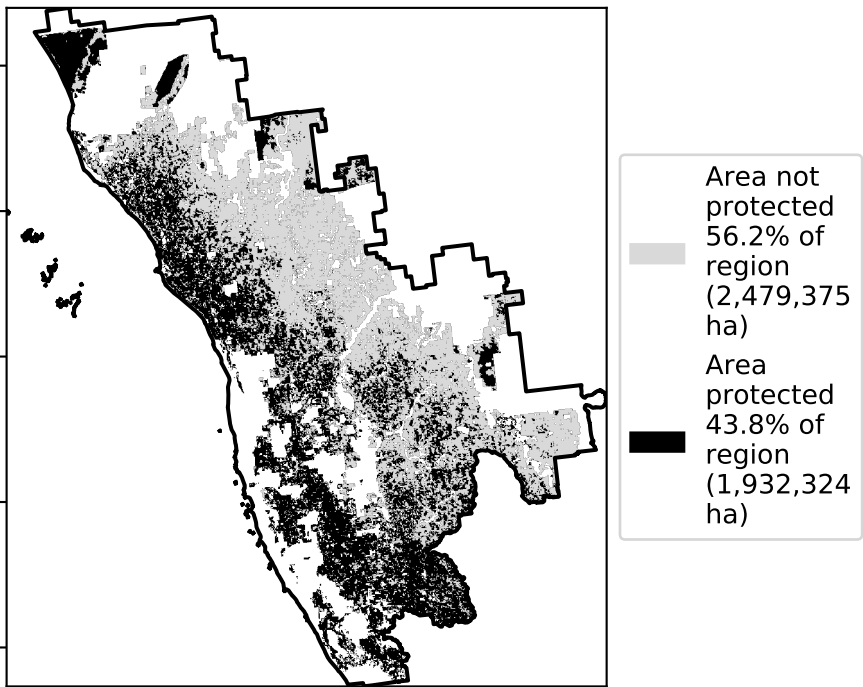 Area not
protected
56.2% of
region
(2,479,375
ha)
Area
protected
43.8% of
region
(1,932,324
ha)